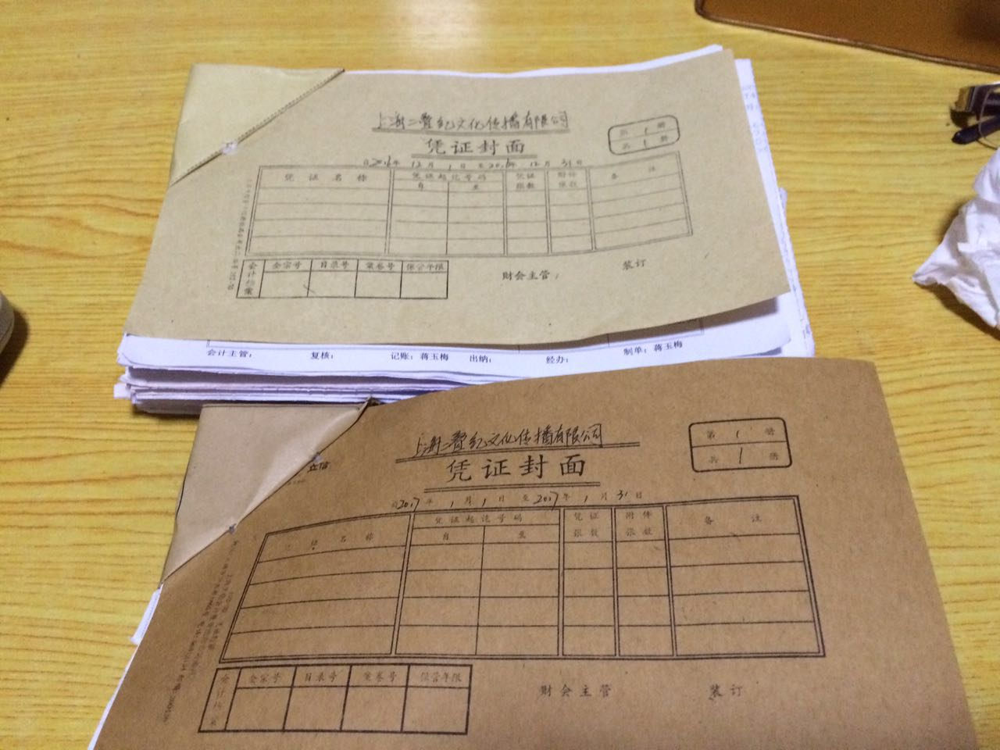 上海二贊纪文化传播有限公司
凭证封面
第 1 册
共 1 册
自2016年 12月 1日 至2016年 12月 31日
凭证名称 凭证起讫号码 凭证张数 附件张数 备注
自 至
会计档案 全宗号 目录号 案卷号 保管年限
财会主管： 装订
会计主管： 复核： 记账：蒋玉梅 出纳： 经办： 制单：蒋玉梅
立信
上海二贊纪文化传播有限公司
凭证封面
第 1 册
共 1 册
自2017年 1月 1日 至2017年 1月 31日
证名称 凭证起讫号码 凭证张数 附件张数 备注
自 至
会计档案 全宗号 目录号 案卷号 保管年限
财会主管 装订